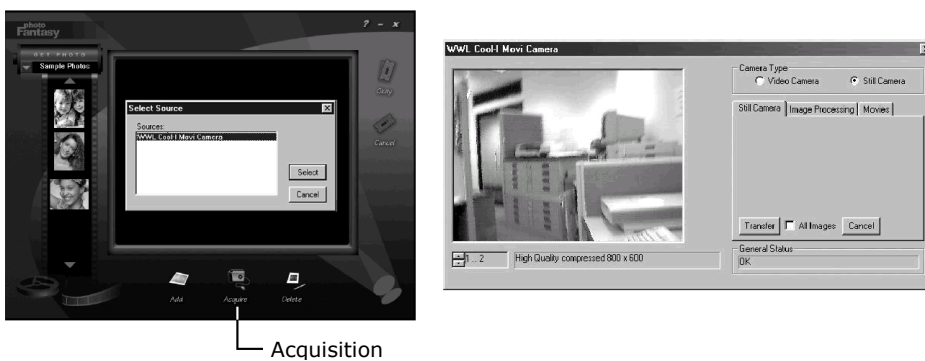 photo
Fantasy
? - x
GET PHOTO
Sample Photos
Okay
Cancel
Select Source
Sources:
WWL Cool-I Movi Camera
Select
Cancel
Add
Acquire
Delete
Acquisition
WWL Cool-I Movi Camera
Camera Type
Video Camera
Still Camera
Still Camera
Image Processing
Movies
Transfer
All Images
Cancel
1 .. 2
High Quality compressed 800 x 600
General Status
OK